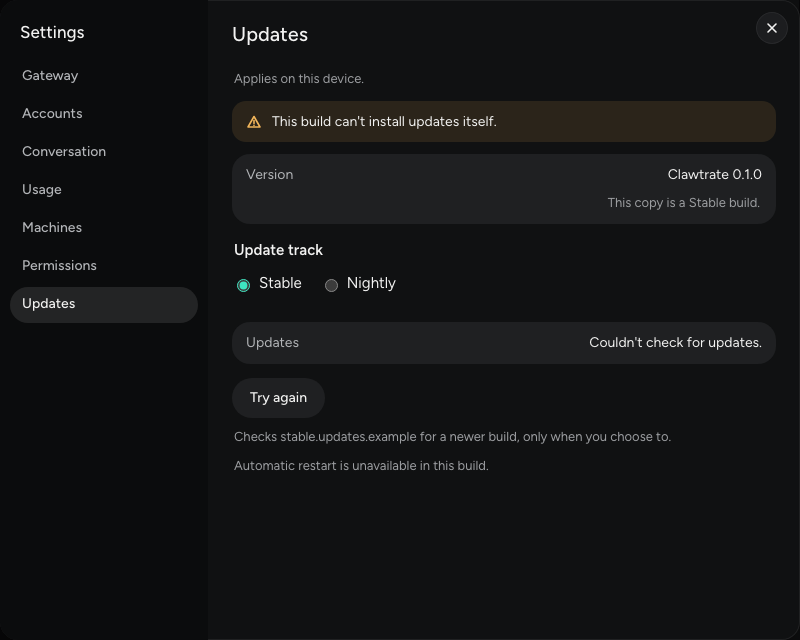 Settings
Gateway
Accounts
Conversation
Usage
Machines
Permissions
Updates
Updates
Applies on this device.
This build can't install updates itself.
Version
Clawtrate 0.1.0
This copy is a Stable build.
Update track
Stable
Nightly
Updates
Couldn't check for updates.
Try again
Checks stable.updates.example for a newer build, only when you choose to.
Automatic restart is unavailable in this build.